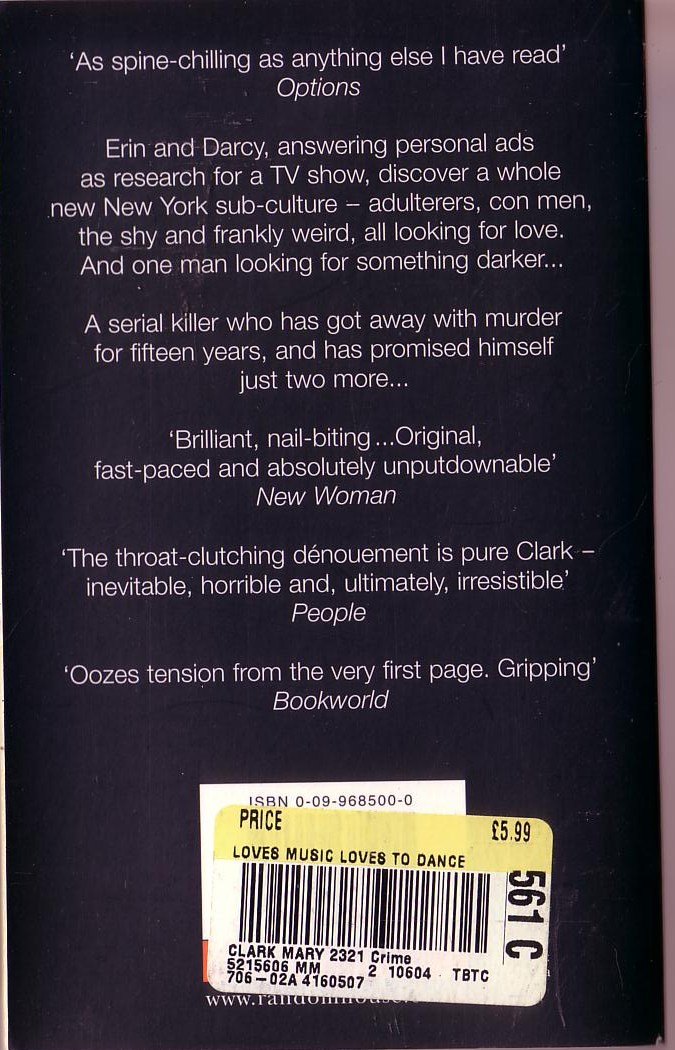 ‘As spine-chilling as anything else I have read’
Options
Erin and Darcy, answering personal ads
as research for a TV show, discover a whole
new New York sub-culture – adulterers, con men,
the shy and frankly weird, all looking for love.
And one man looking for something darker...
A serial killer who has got away with murder
for fifteen years, and has promised himself
just two more...
‘Brilliant, nail-biting...Original,
fast-paced and absolutely unputdownable’
New Woman
‘The throat-clutching dénouement is pure Clark –
inevitable, horrible and, ultimately, irresistible’
People
‘Oozes tension from the very first page. Gripping’
Bookworld
ISBN 0-09-968500-0
PRICE £5.99
LOVES MUSIC LOVES TO DANCE
561 C
CLARK MARY 2321 Crime
5215606 MM 2 10604 TBTC
706-02A 4160507